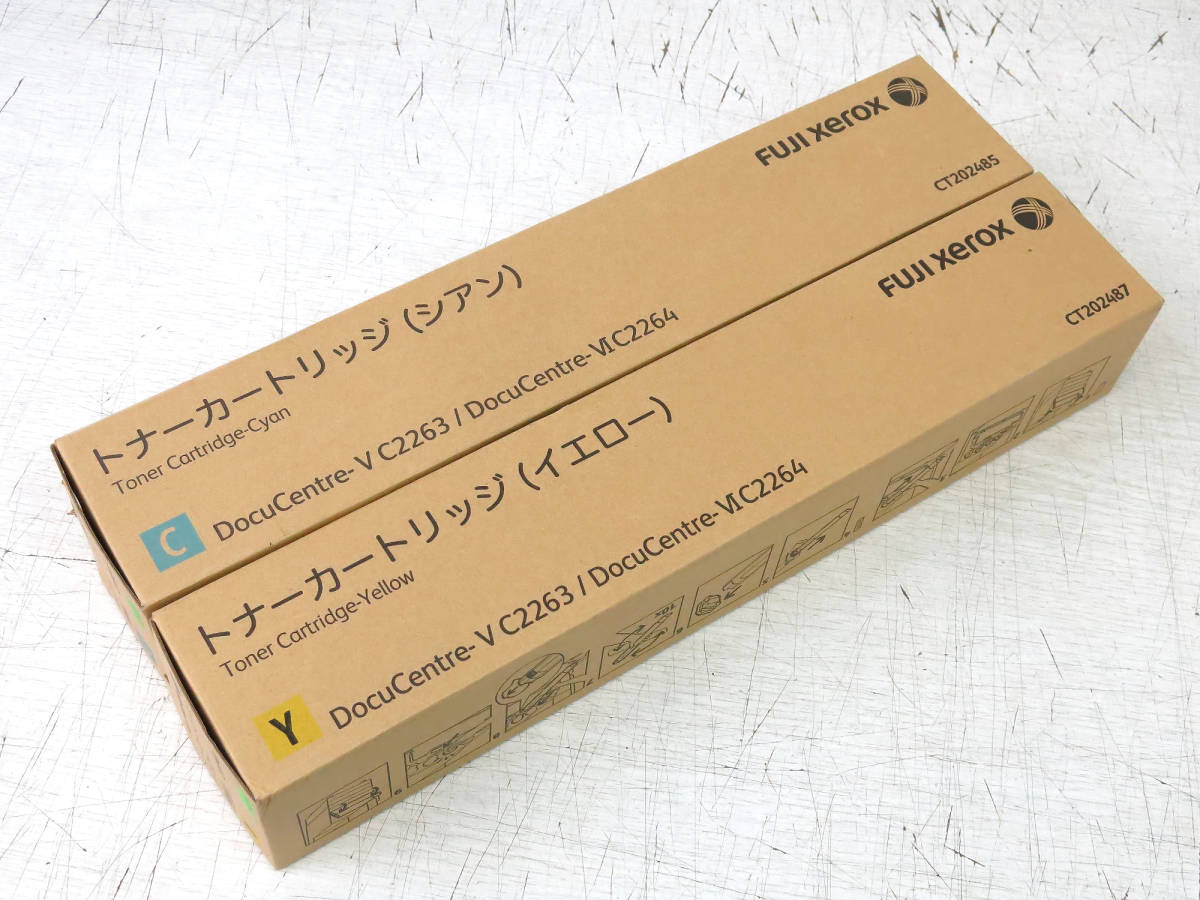 FUJI xerox
CT202485
トナーカートリッジ (シアン)
Toner Cartridge-Cyan
C
DocuCentre-Ⅴ C2263 / DocuCentre-Ⅵ C2264
FUJI xerox
CT202487
トナーカートリッジ (イエロー)
Toner Cartridge-Yellow
Y
DocuCentre-Ⅴ C2263 / DocuCentre-Ⅵ C2264
10x